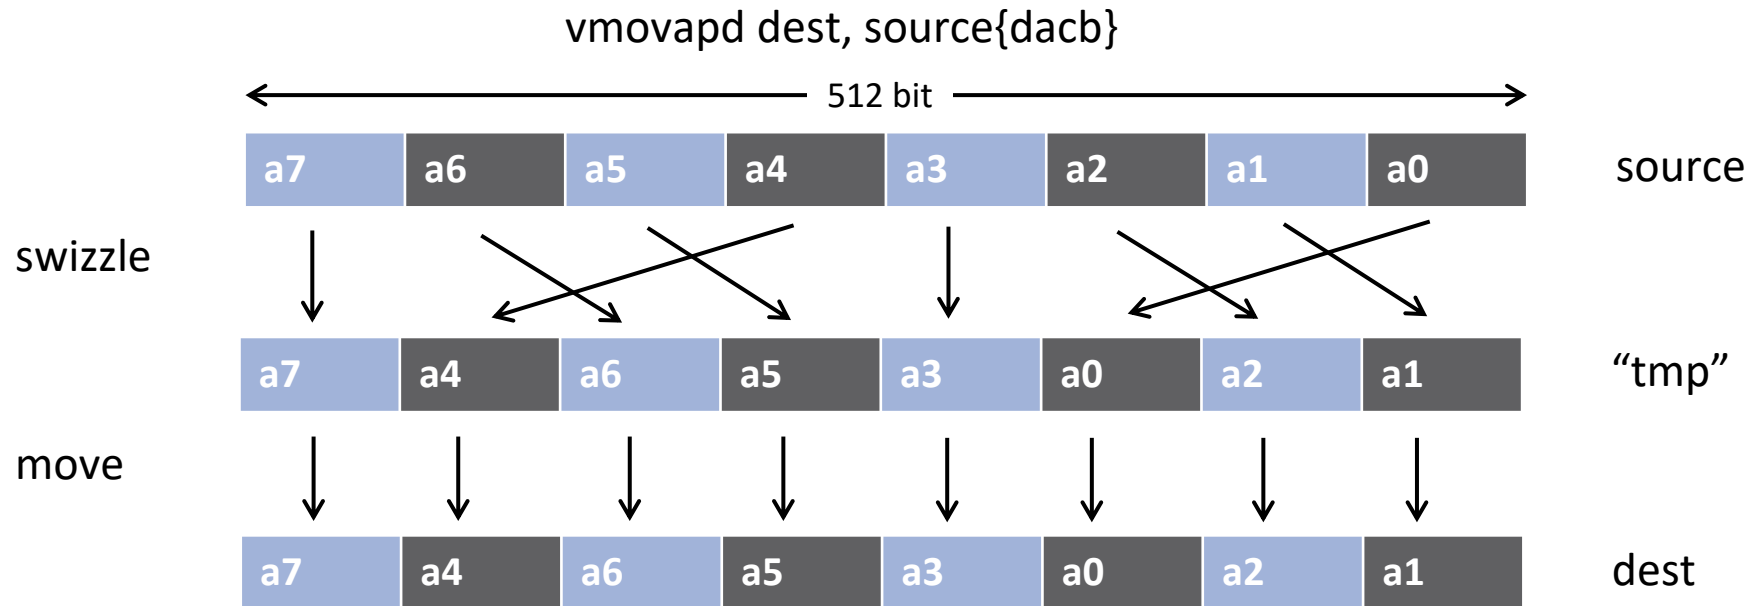 vmovapd dest, source{dacb}
512 bit
a7 a6 a5 a4 a3 a2 a1 a0 source
swizzle
a7 a4 a6 a5 a3 a0 a2 a1 “tmp”
move
a7 a4 a6 a5 a3 a0 a2 a1 dest